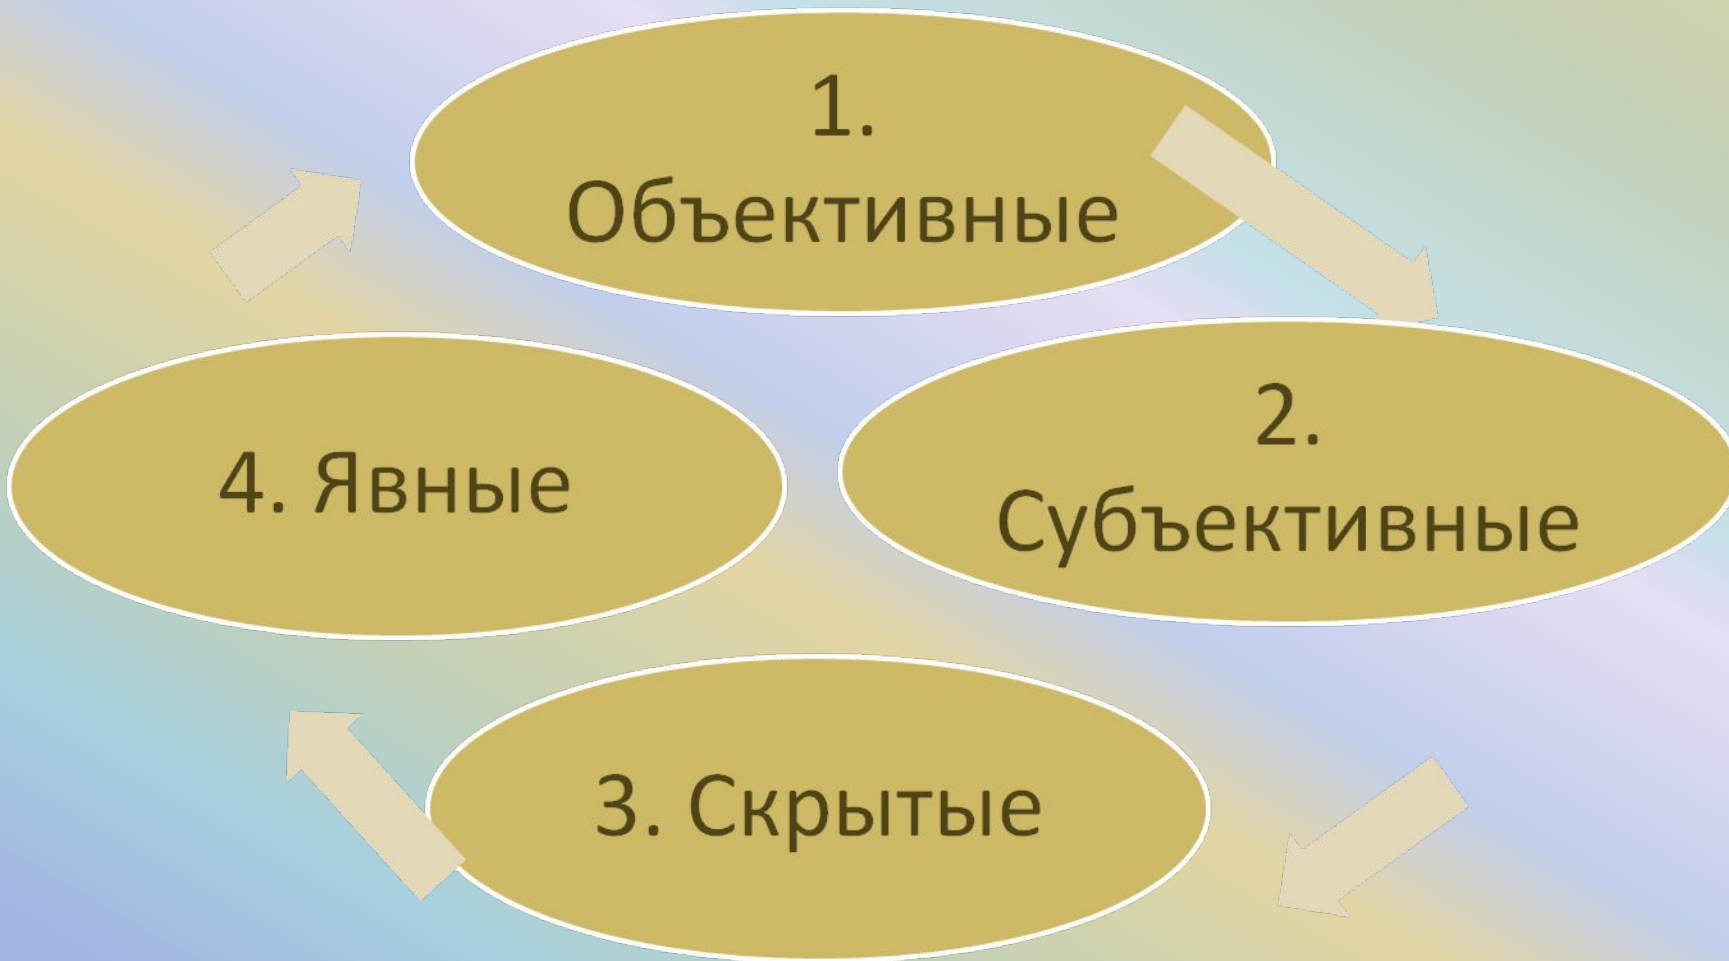 1.
Объективные
2.
Субъективные
3. Скрытые
4. Явные